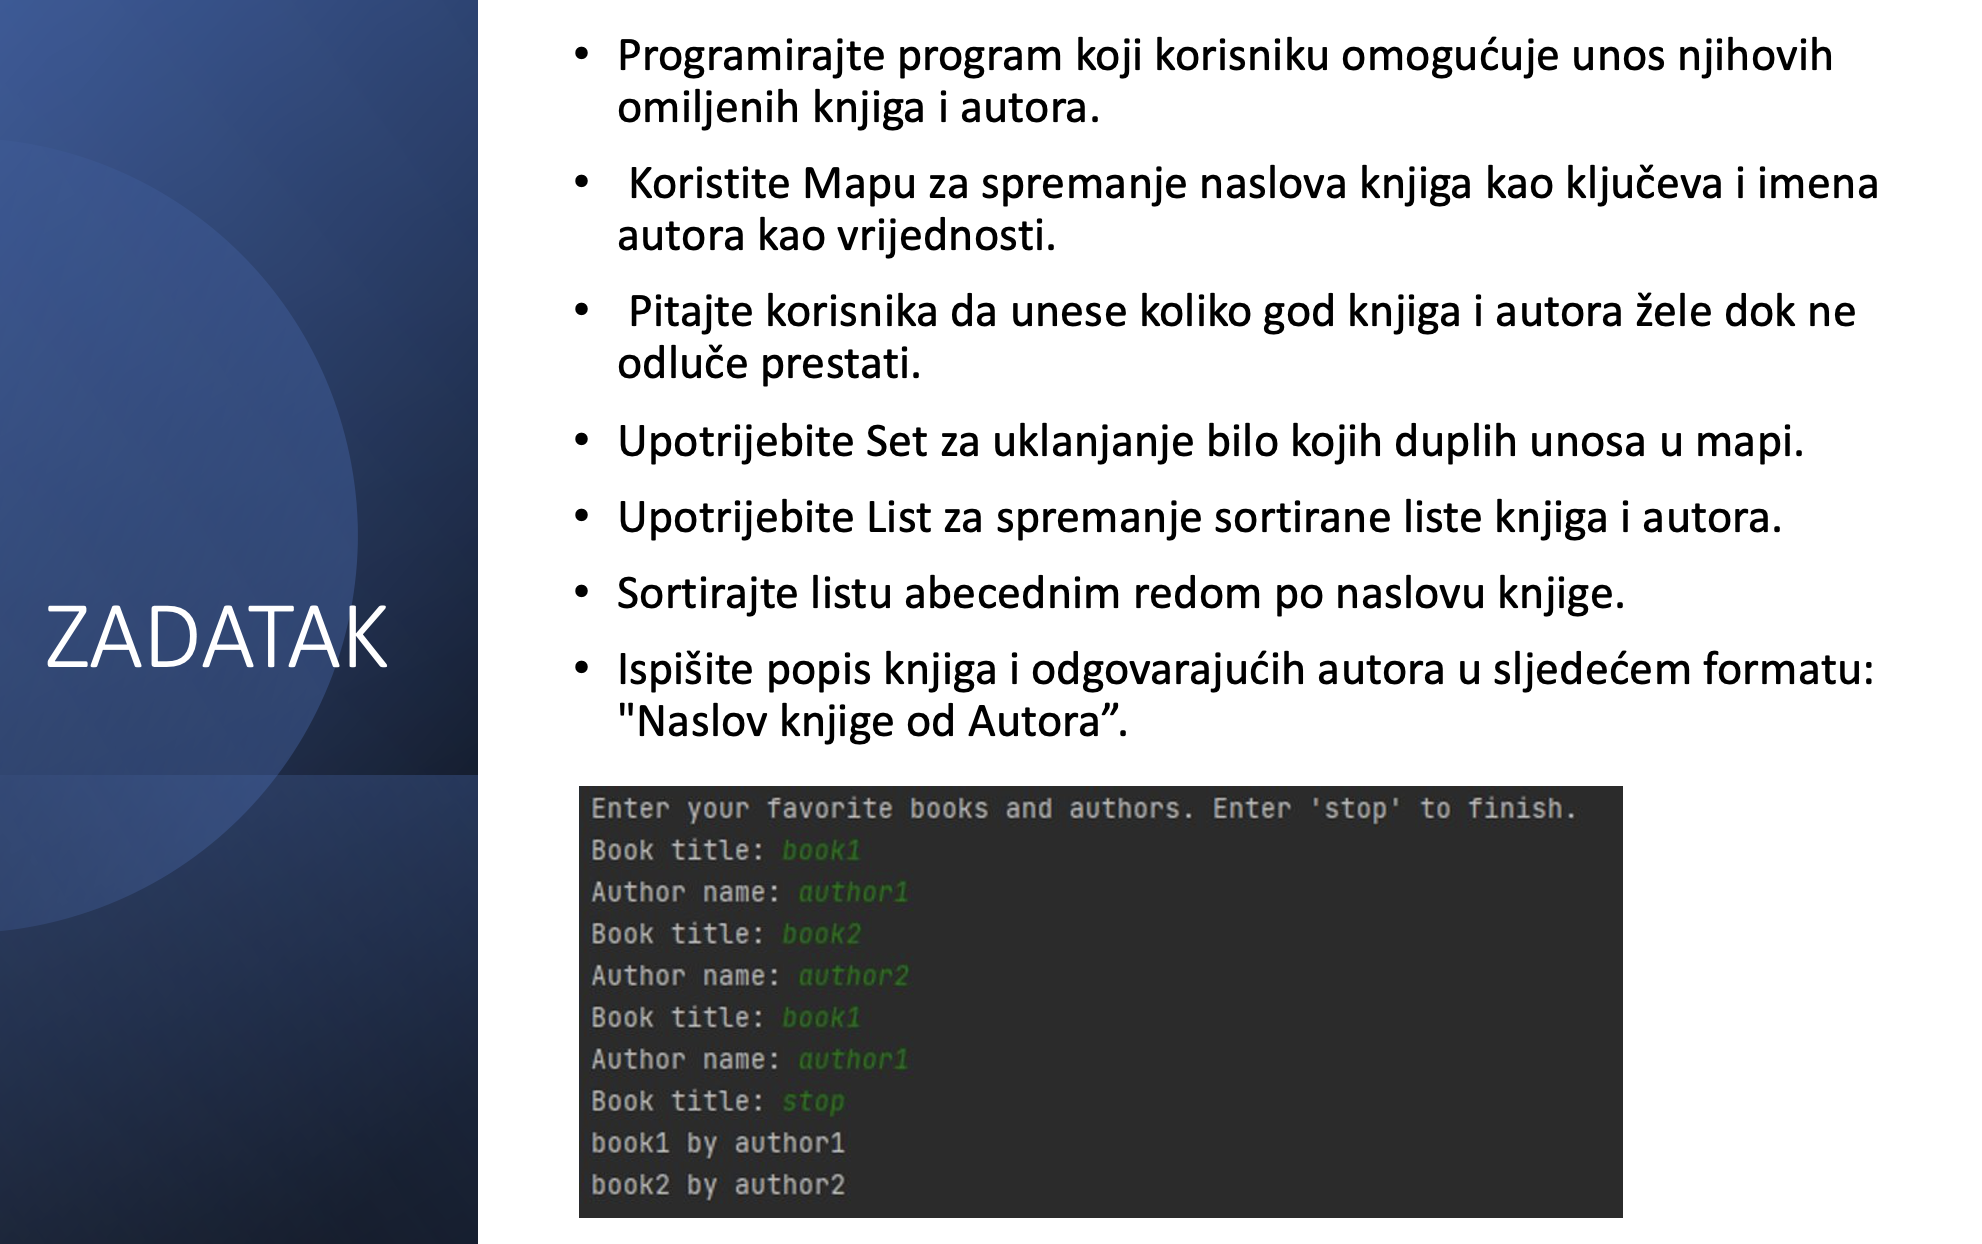 ZADATAK
• Programirajte program koji korisniku omogućuje unos njihovih
omiljenih knjiga i autora.
• Koristite Mapu za spremanje naslova knjiga kao ključeva i imena
autora kao vrijednosti.
• Pitajte korisnika da unese koliko god knjiga i autora žele dok ne
odluče prestati.
• Upotrijebite Set za uklanjanje bilo kojih duplih unosa u mapi.
• Upotrijebite List za spremanje sortirane liste knjiga i autora.
• Sortirajte listu abecednim redom po naslovu knjige.
• Ispišite popis knjiga i odgovarajućih autora u sljedećem formatu:
"Naslov knjige od Autora”.
Enter your favorite books and authors. Enter 'stop' to finish.
Book title: book1
Author name: author1
Book title: book2
Author name: author2
Book title: book1
Author name: author1
Book title: stop
book1 by author1
book2 by author2